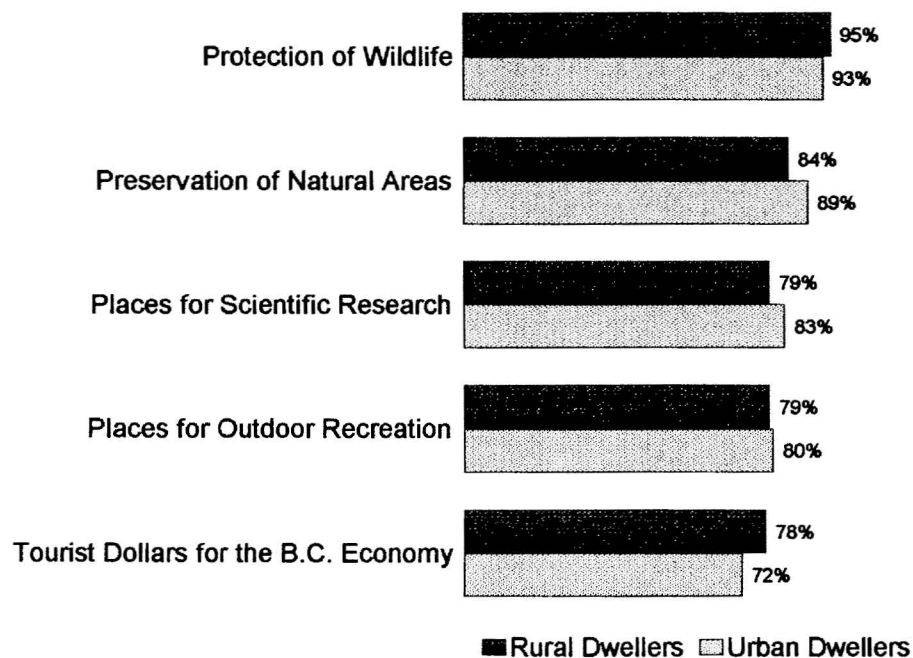 Protection of Wildlife
95%
93%
Preservation of Natural Areas
84%
89%
Places for Scientific Research
79%
83%
Places for Outdoor Recreation
79%
80%
Tourist Dollars for the B.C. Economy
78%
72%
Rural Dwellers Urban Dwellers